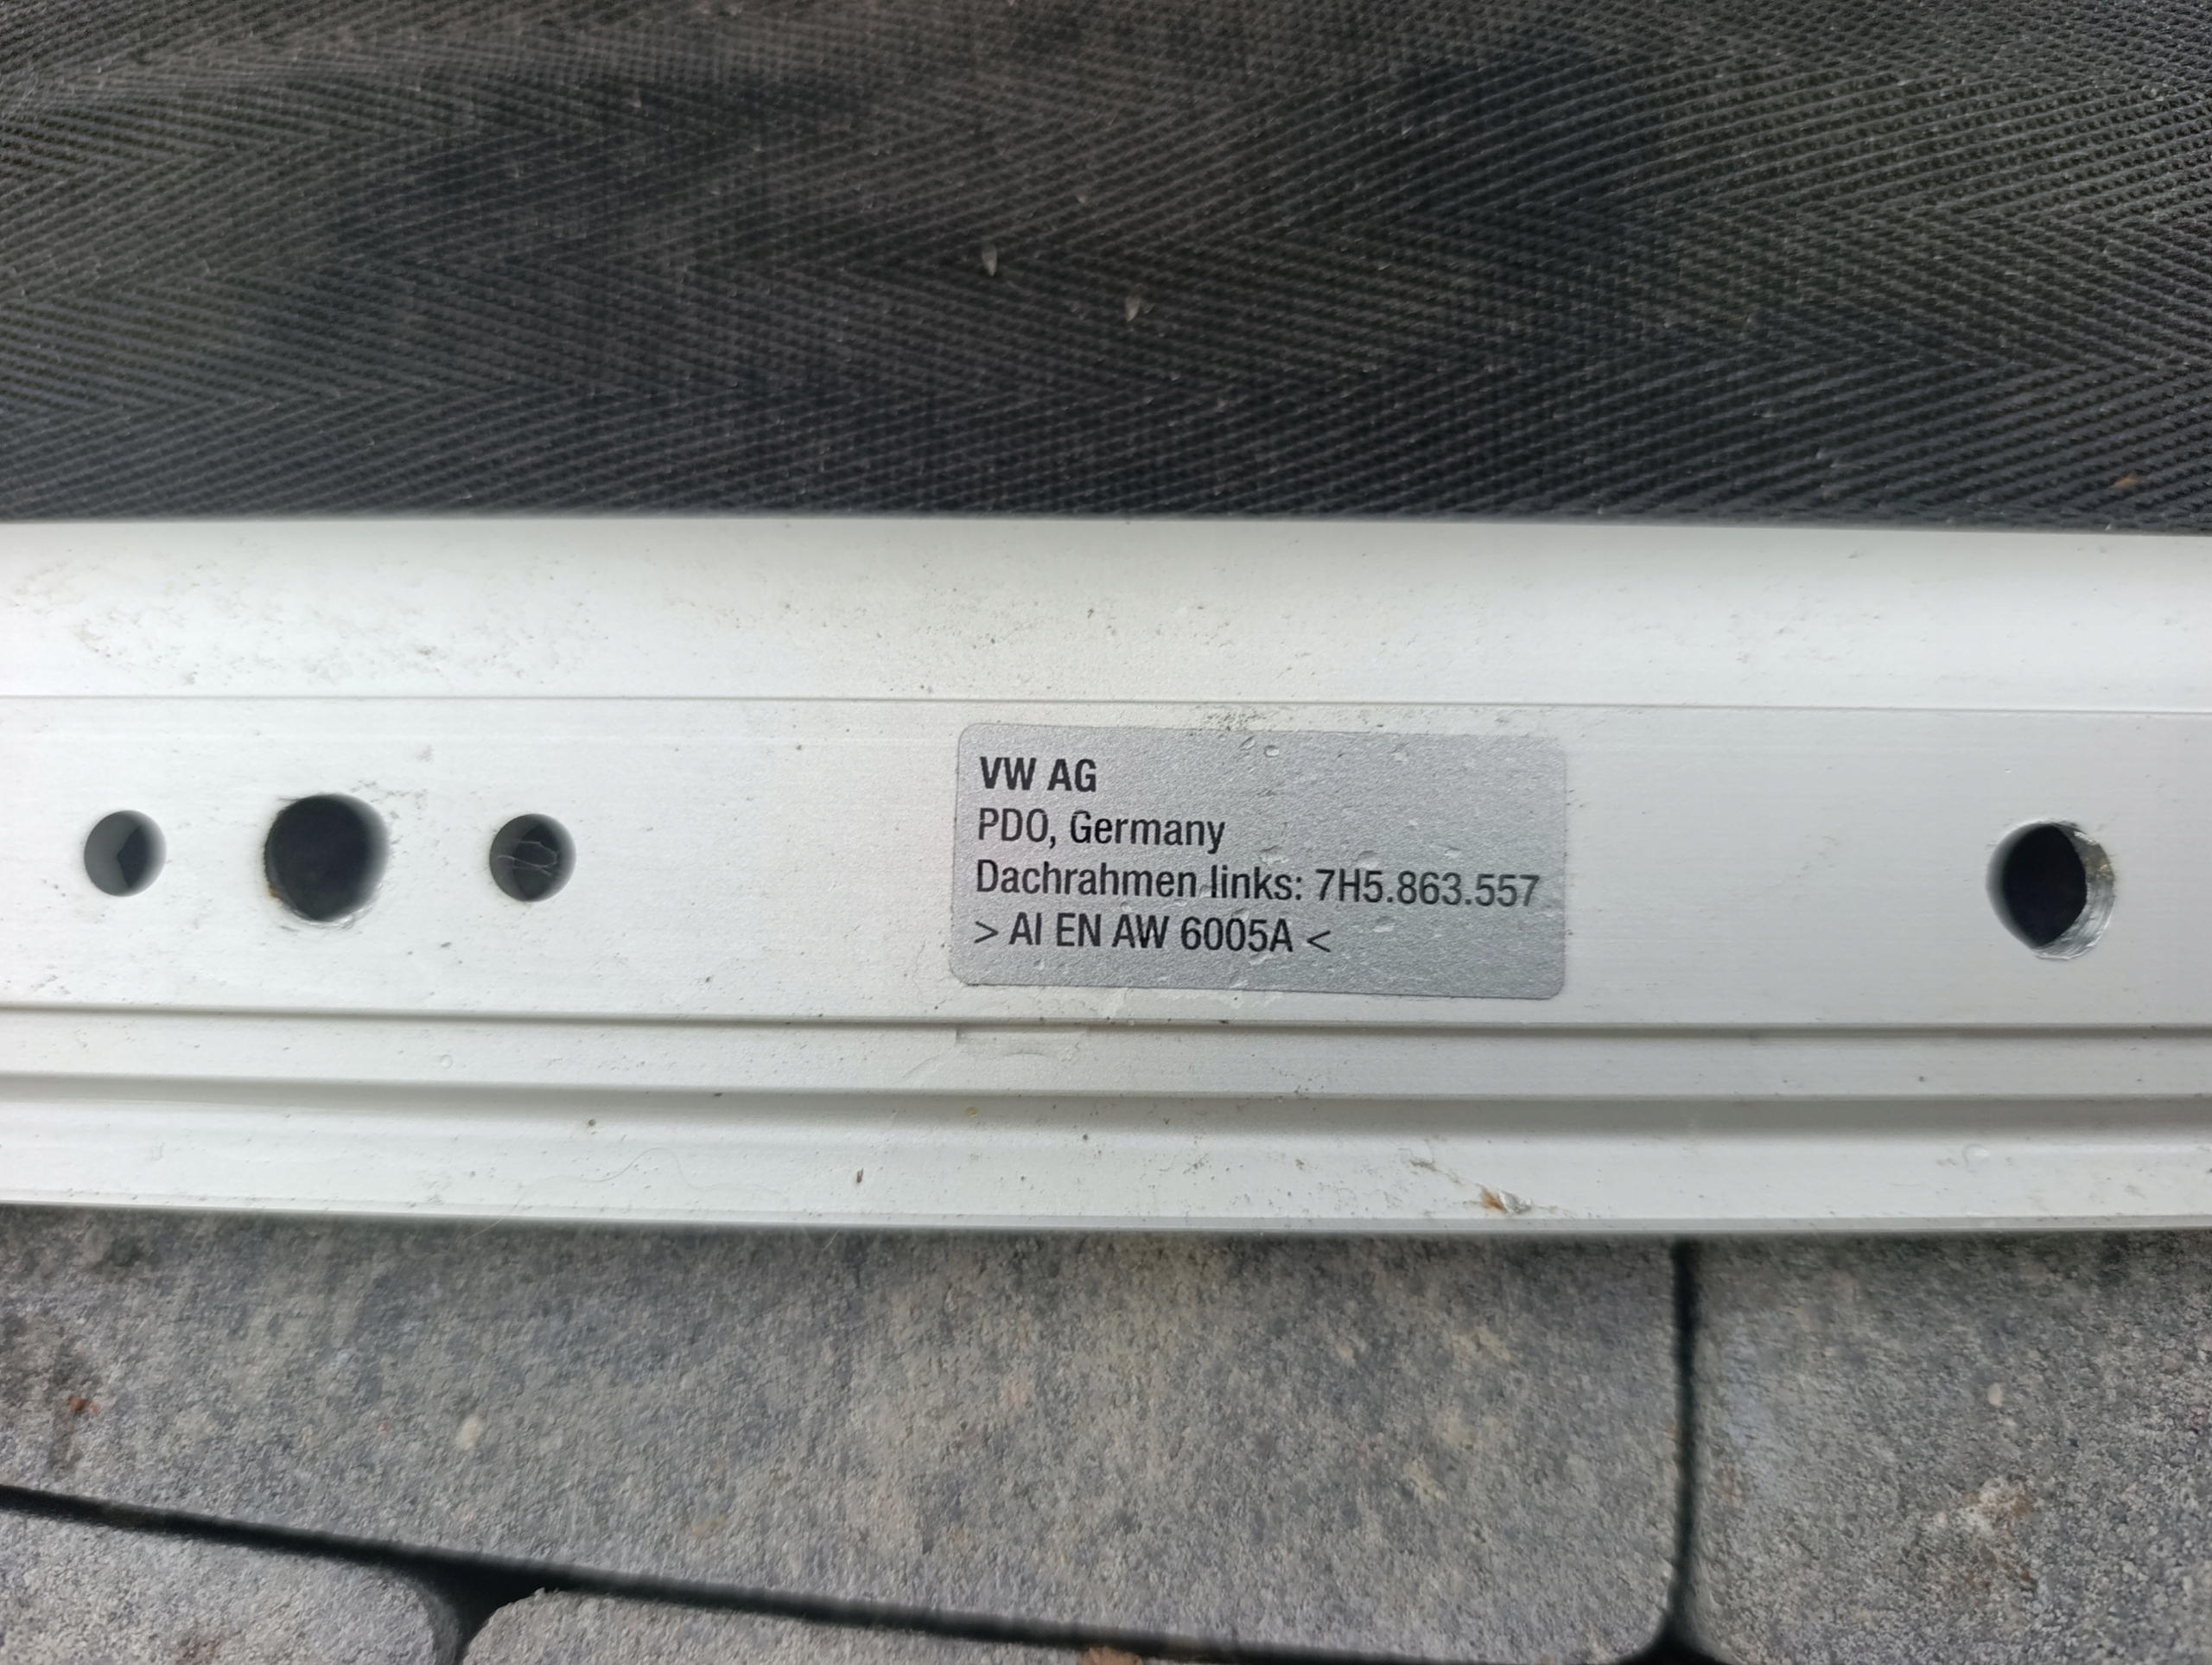 VW AG
PDO, Germany
Dachrahmen links: 7H5.863.557
> Al EN AW 6005A <